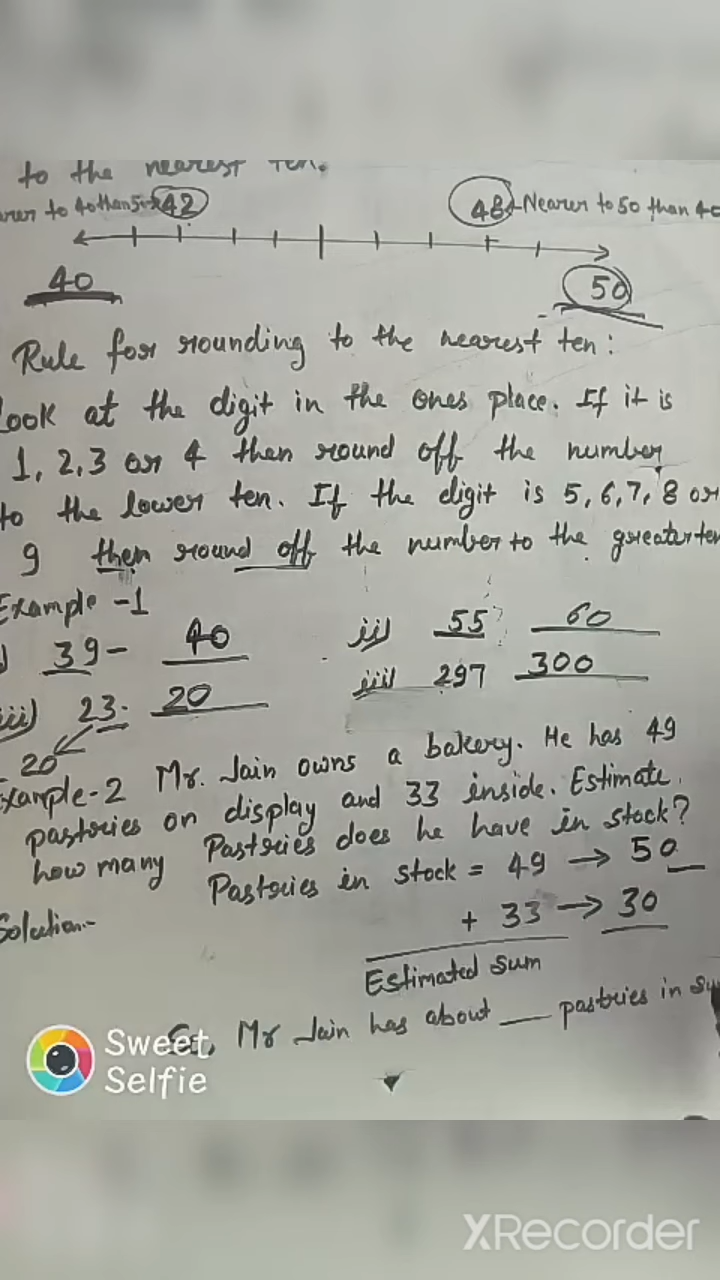 to the nearest ten.
to 40 than 50 42
48 Nearer to 50 than 40
40
50
Rule for rounding to the nearest ten:
Look at the digit in the ones place. If it is
1, 2, 3 or 4 then round off the number
to the lower ten. If the digit is 5, 6, 7, 8 or
9 then round off the number to the greater ten
Example -1
39- 40
ii) 55 60
iii) 23. 20
iiii) 297 300
20
Example-2 Mr. Jain owns a bakery. He has 49
pastries on display and 33 inside. Estimate
how many Pastries does he have in stock?
Solution-
Pastries in stock = 49 → 50
+ 33 → 30
Estimated sum
So, Mr Jain has about ___ pastries in
Sweet
Selfie
XRecorder